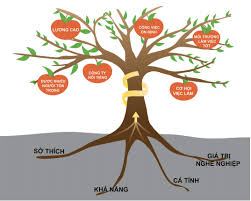 LƯƠNG CAO
CÔNG VIỆC
ỔN ĐỊNH
MÔI TRƯỜNG
LÀM VIỆC
TỐT
ĐƯỢC NHIỀU
NGƯỜI TÔN
TRỌNG
CÔNG TY
NỔI TIẾNG
CƠ HỘI
VIỆC LÀM
SỞ THÍCH
KHẢ NĂNG
CÁ TÍNH
GIÁ TRỊ
NGHỀ NGHIỆP